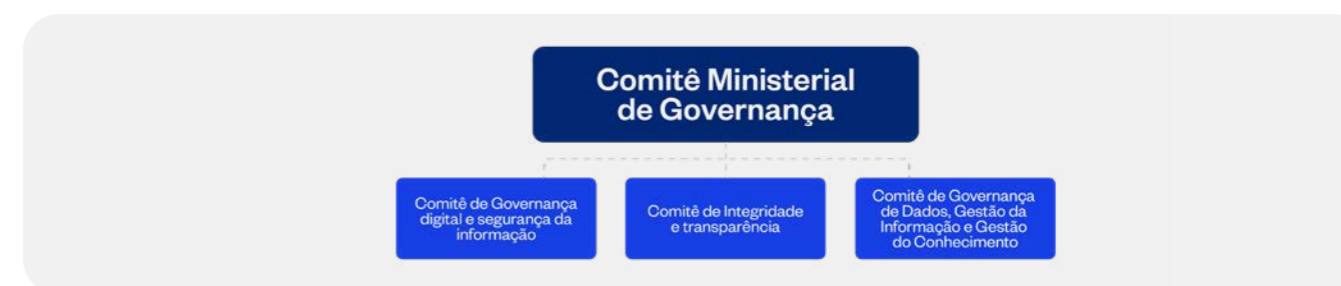 Comitê Ministerial
de Governança
Comitê de Governança
digital e segurança da
informação
Comitê de Integridade
e transparência
Comitê de Governança
de Dados, Gestão da
Informação e Gestão
do Conhecimento